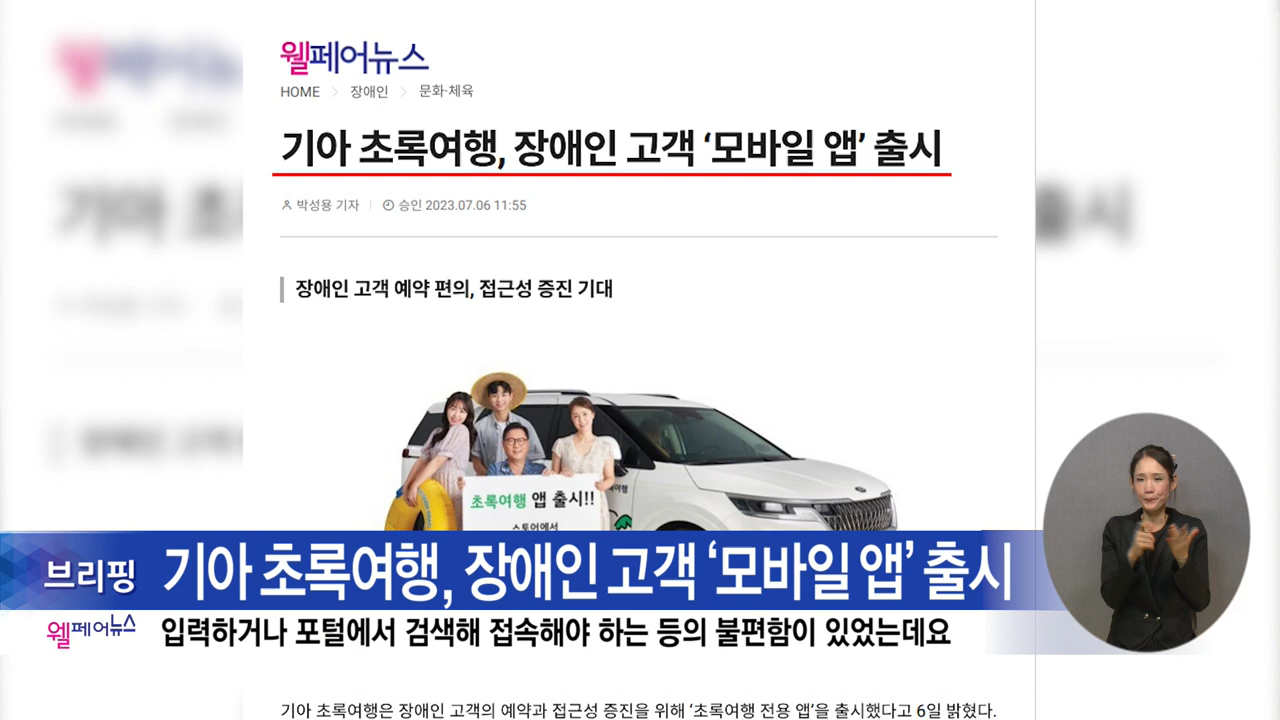 웰페어뉴스
HOME 장애인 문화·체육
기아 초록여행, 장애인 고객 ‘모바일 앱’ 출시
박성용 기자 승인 2023.07.06 11:55
장애인 고객 예약 편의, 접근성 증진 기대
초록여행 앱 출시!!
스토어에서
브리핑 기아 초록여행, 장애인 고객 ‘모바일 앱’ 출시
웰페어뉴스 입력하거나 포털에서 검색해 접속해야 하는 등의 불편함이 있었는데요
기아 초록여행은 장애인 고객의 예약과 접근성 증진을 위해 ‘초록여행 전용 앱’을 출시했다고 6일 밝혔다.